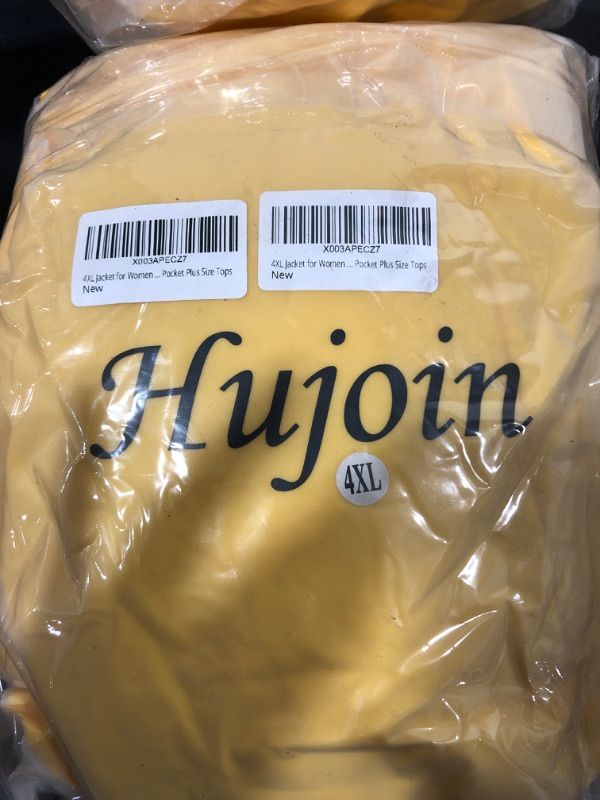 X003APECZ7
4XL Jacket for Women ... Pocket Plus Size Tops
New
X003APECZ7
4XL Jacket for Women ... Pocket Plus Size Tops
New
Hujoin
4XL